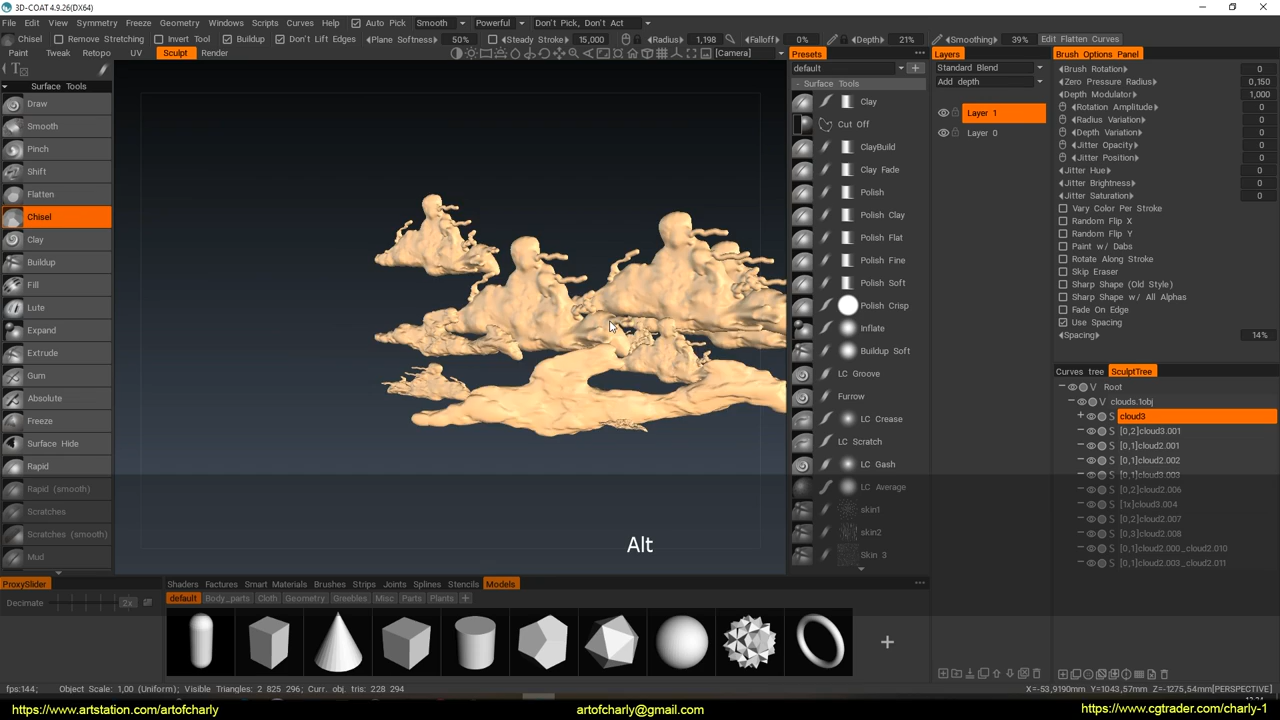 3D-COAT 4.9.26(DX64)
File Edit View Symmetry Freeze Geometry Windows Scripts Curves Help Auto Pick Smooth Powerful Don't Pick, Don't Act
Chisel Invert Tool Buildup Don't Lift Edges Plane Softness 50% Steady Stroke 15,000 Radius 1,198 Falloff 0% Depth 21% Smoothing 39% Edit Flatten Curves
Paint Tweak Retopo UV Sculpt Render [Camera]
Surface Tools
Draw
Smooth
Pinch
Shift
Flatten
Chisel
Clay
Buildup
Fill
Lute
Expand
Extrude
Gum
Absolute
Freeze
Surface Hide
Rapid
Rapid (smooth)
Scratches
Scratches (smooth)
Mud
Alt
Presets
default
Surface Tools
Clay
Cut Off
ClayBuild
Clay Fade
Polish
Polish Clay
Polish Flat
Polish Fine
Polish Soft
Polish Crisp
Inflate
Buildup Soft
LC Groove
Furrow
LC Crease
LC Scratch
LC Gash
LC Average
skin1
skin2
Skin 3
Layers
Standard Blend
Add depth
Layer 1
Layer 0
Brush Options Panel
Brush Rotation 0
Zero Pressure Radius 0,150
Depth Modulator 1,000
Rotation Amplitude 0
Radius Variation 0
Depth Variation 0
Jitter Opacity 0
Jitter Position 0
Jitter Hue 0
Jitter Brightness 0
Jitter Saturation 0
Vary Color Per Stroke
Random Flip X
Random Flip Y
Paint w/ Dabs
Rotate Along Stroke
Skip Eraser
Sharp Shape (Old Style)
Sharp Shape w/ All Alphas
Fade On Edge
Use Spacing
Spacing 14%
Curves tree SculptTree
V Root
V clouds.1obj
S cloud3
S [0,2]cloud3.001
S [0,1]cloud2.001
S [0,1]cloud2.002
S [0,1]cloud3.003
S [0,2]cloud2.006
S [1x]cloud3.004
S [0,2]cloud2.007
S [0,3]cloud2.008
S [0,1]cloud2.000_cloud2.010
S [0,1]cloud2.003_cloud2.011
ProxySlider
Decimate 2x
Shaders Factures Smart Materials Brushes Strips Joints Splines Stencils Models
default Body_parts Cloth Geometry Greebles Misc Parts Plants
fps:144; Object Scale: 1,00 (Uniform); Visible Triangles: 2 825 296; Curr. obj. tris: 228 294
X=-53,9190mm Y=1043,57mm Z=-1275,54mm[PERSPECTIVE]
https://www.artstation.com/artofcharly
artofcharly@gmail.com
https://www.cgtrader.com/charly-1